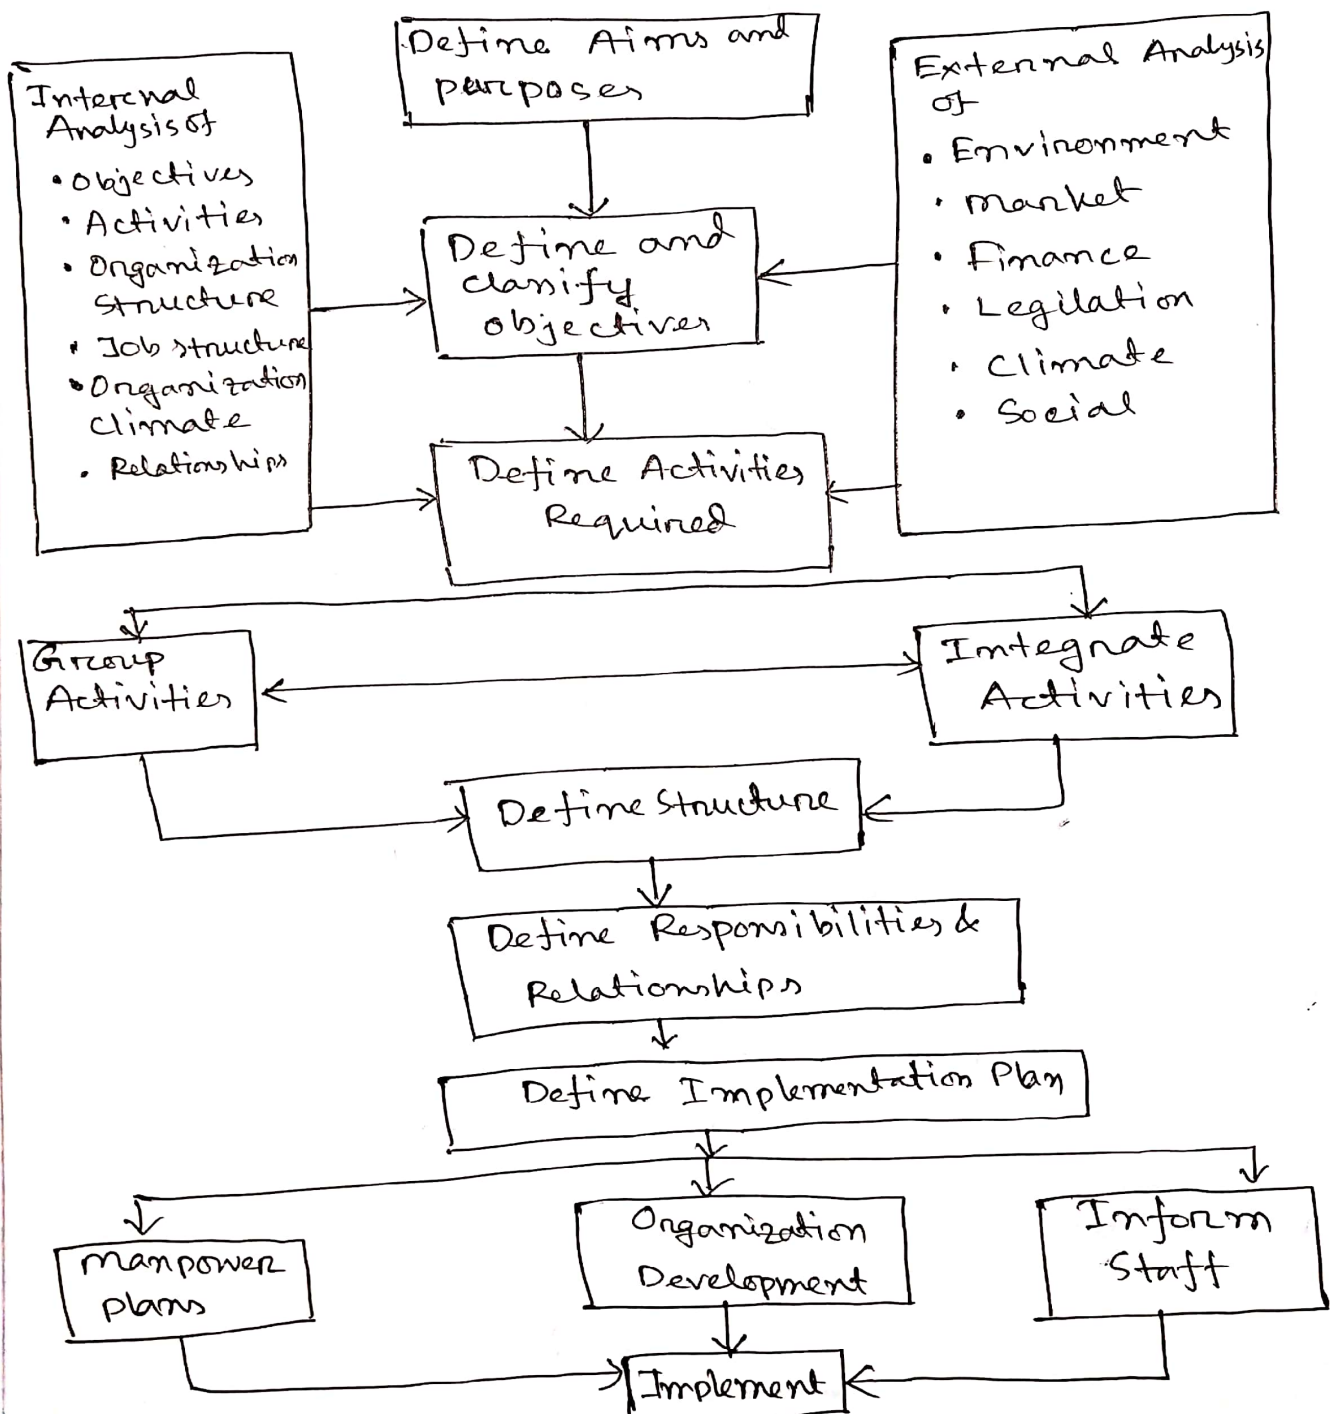 Define Aims and
purposes
Internal
Analysis of
• Objectives
• Activities
• Organization
structure
• Job structure
• Organization
climate
• Relationships
External Analysis
of
• Environment
• Market
• Finance
• Legilation
• Climate
• Social
Define and
classify
objectives
Define Activities
Required
Group
Activities
Integrate
Activities
Define Structure
Define Responsibilities &
Relationships
Define Implementation Plan
Manpower
plans
Organization
Development
Inform
Staff
Implement